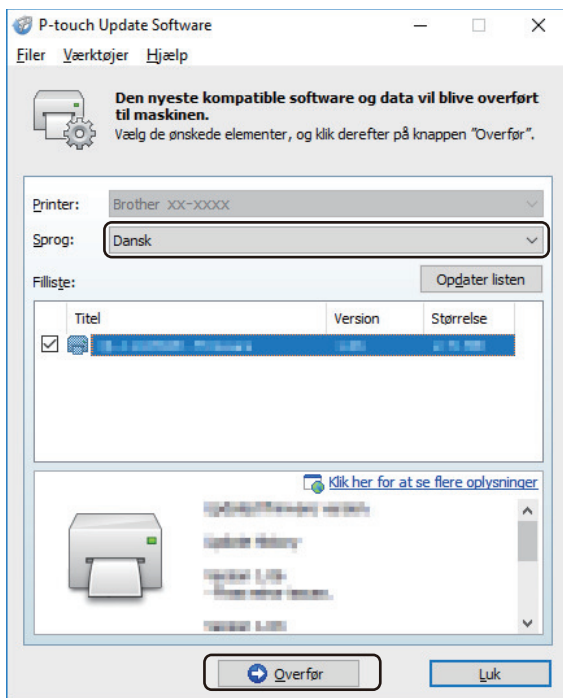 P-touch Update Software
Filer Værktøjer Hjælp
Den nyeste kompatible software og data vil blive overført
til maskinen.
Vælg de ønskede elementer, og klik derefter på knappen "Overfør".
Printer: Brother XX-XXXX
Sprog: Dansk
Filliste: Opdater listen
Titel Version Størrelse
Klik her for at se flere oplysninger
Overfør Luk